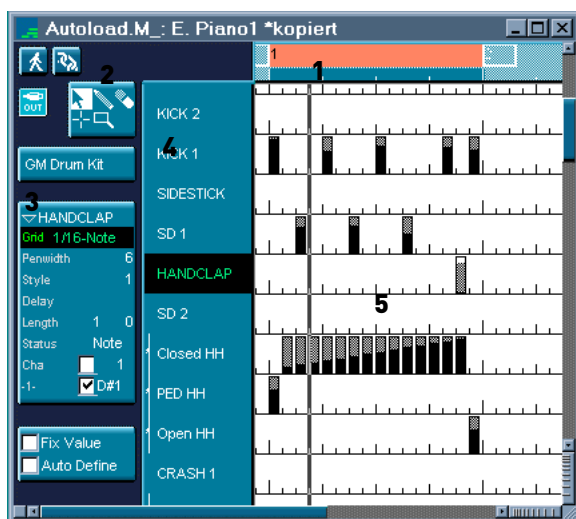 Autoload.M_: E. Piano1 *kopiert
1
1
2
OUT
KICK 2
4
KICK 1
GM Drum Kit
SIDESTICK
3
HANDCLAP
Grid 1/16-Note
SD 1
Penwidth 6
Style 1
HANDCLAP
Delay
5
Length 1 0
SD 2
Status Note
Cha 1
Closed HH
-1- D#1
PED HH
Fix Value
Open HH
Auto Define
CRASH 1